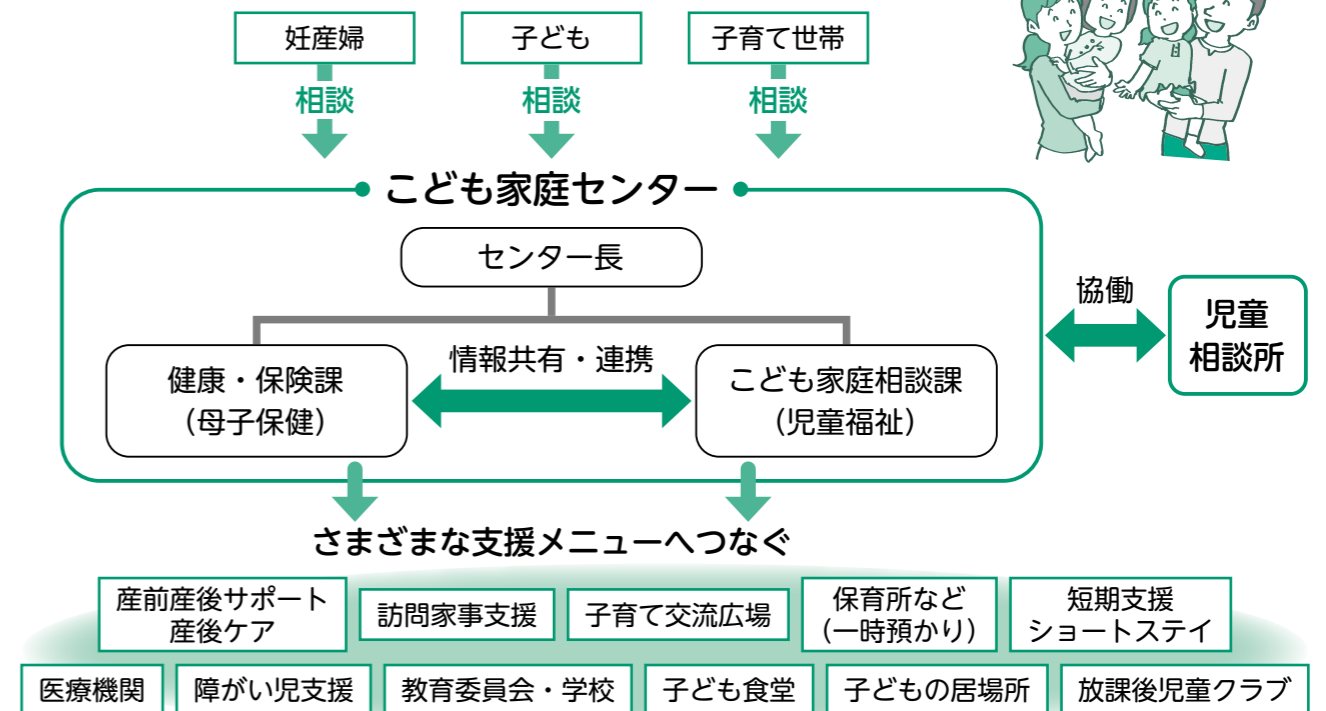 妊産婦
子ども
子育て世帯
相談
相談
相談
こども家庭センター
センター長
健康・保険課
（母子保健）
情報共有・連携
こども家庭相談課
（児童福祉）
協働
児童
相談所
さまざまな支援メニューへつなぐ
産前産後サポート
産後ケア
訪問家事支援
子育て交流広場
保育所など
（一時預かり）
短期支援
ショートステイ
医療機関
障がい児支援
教育委員会・学校
子ども食堂
子どもの居場所
放課後児童クラブ